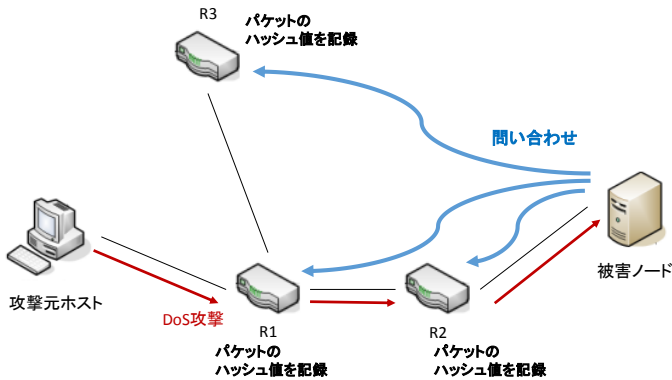 R3
パケットの
ハッシュ値を記録
問い合わせ
攻撃元ホスト
DoS攻撃
被害ノード
R1
パケットの
ハッシュ値を記録
R2
パケットの
ハッシュ値を記録